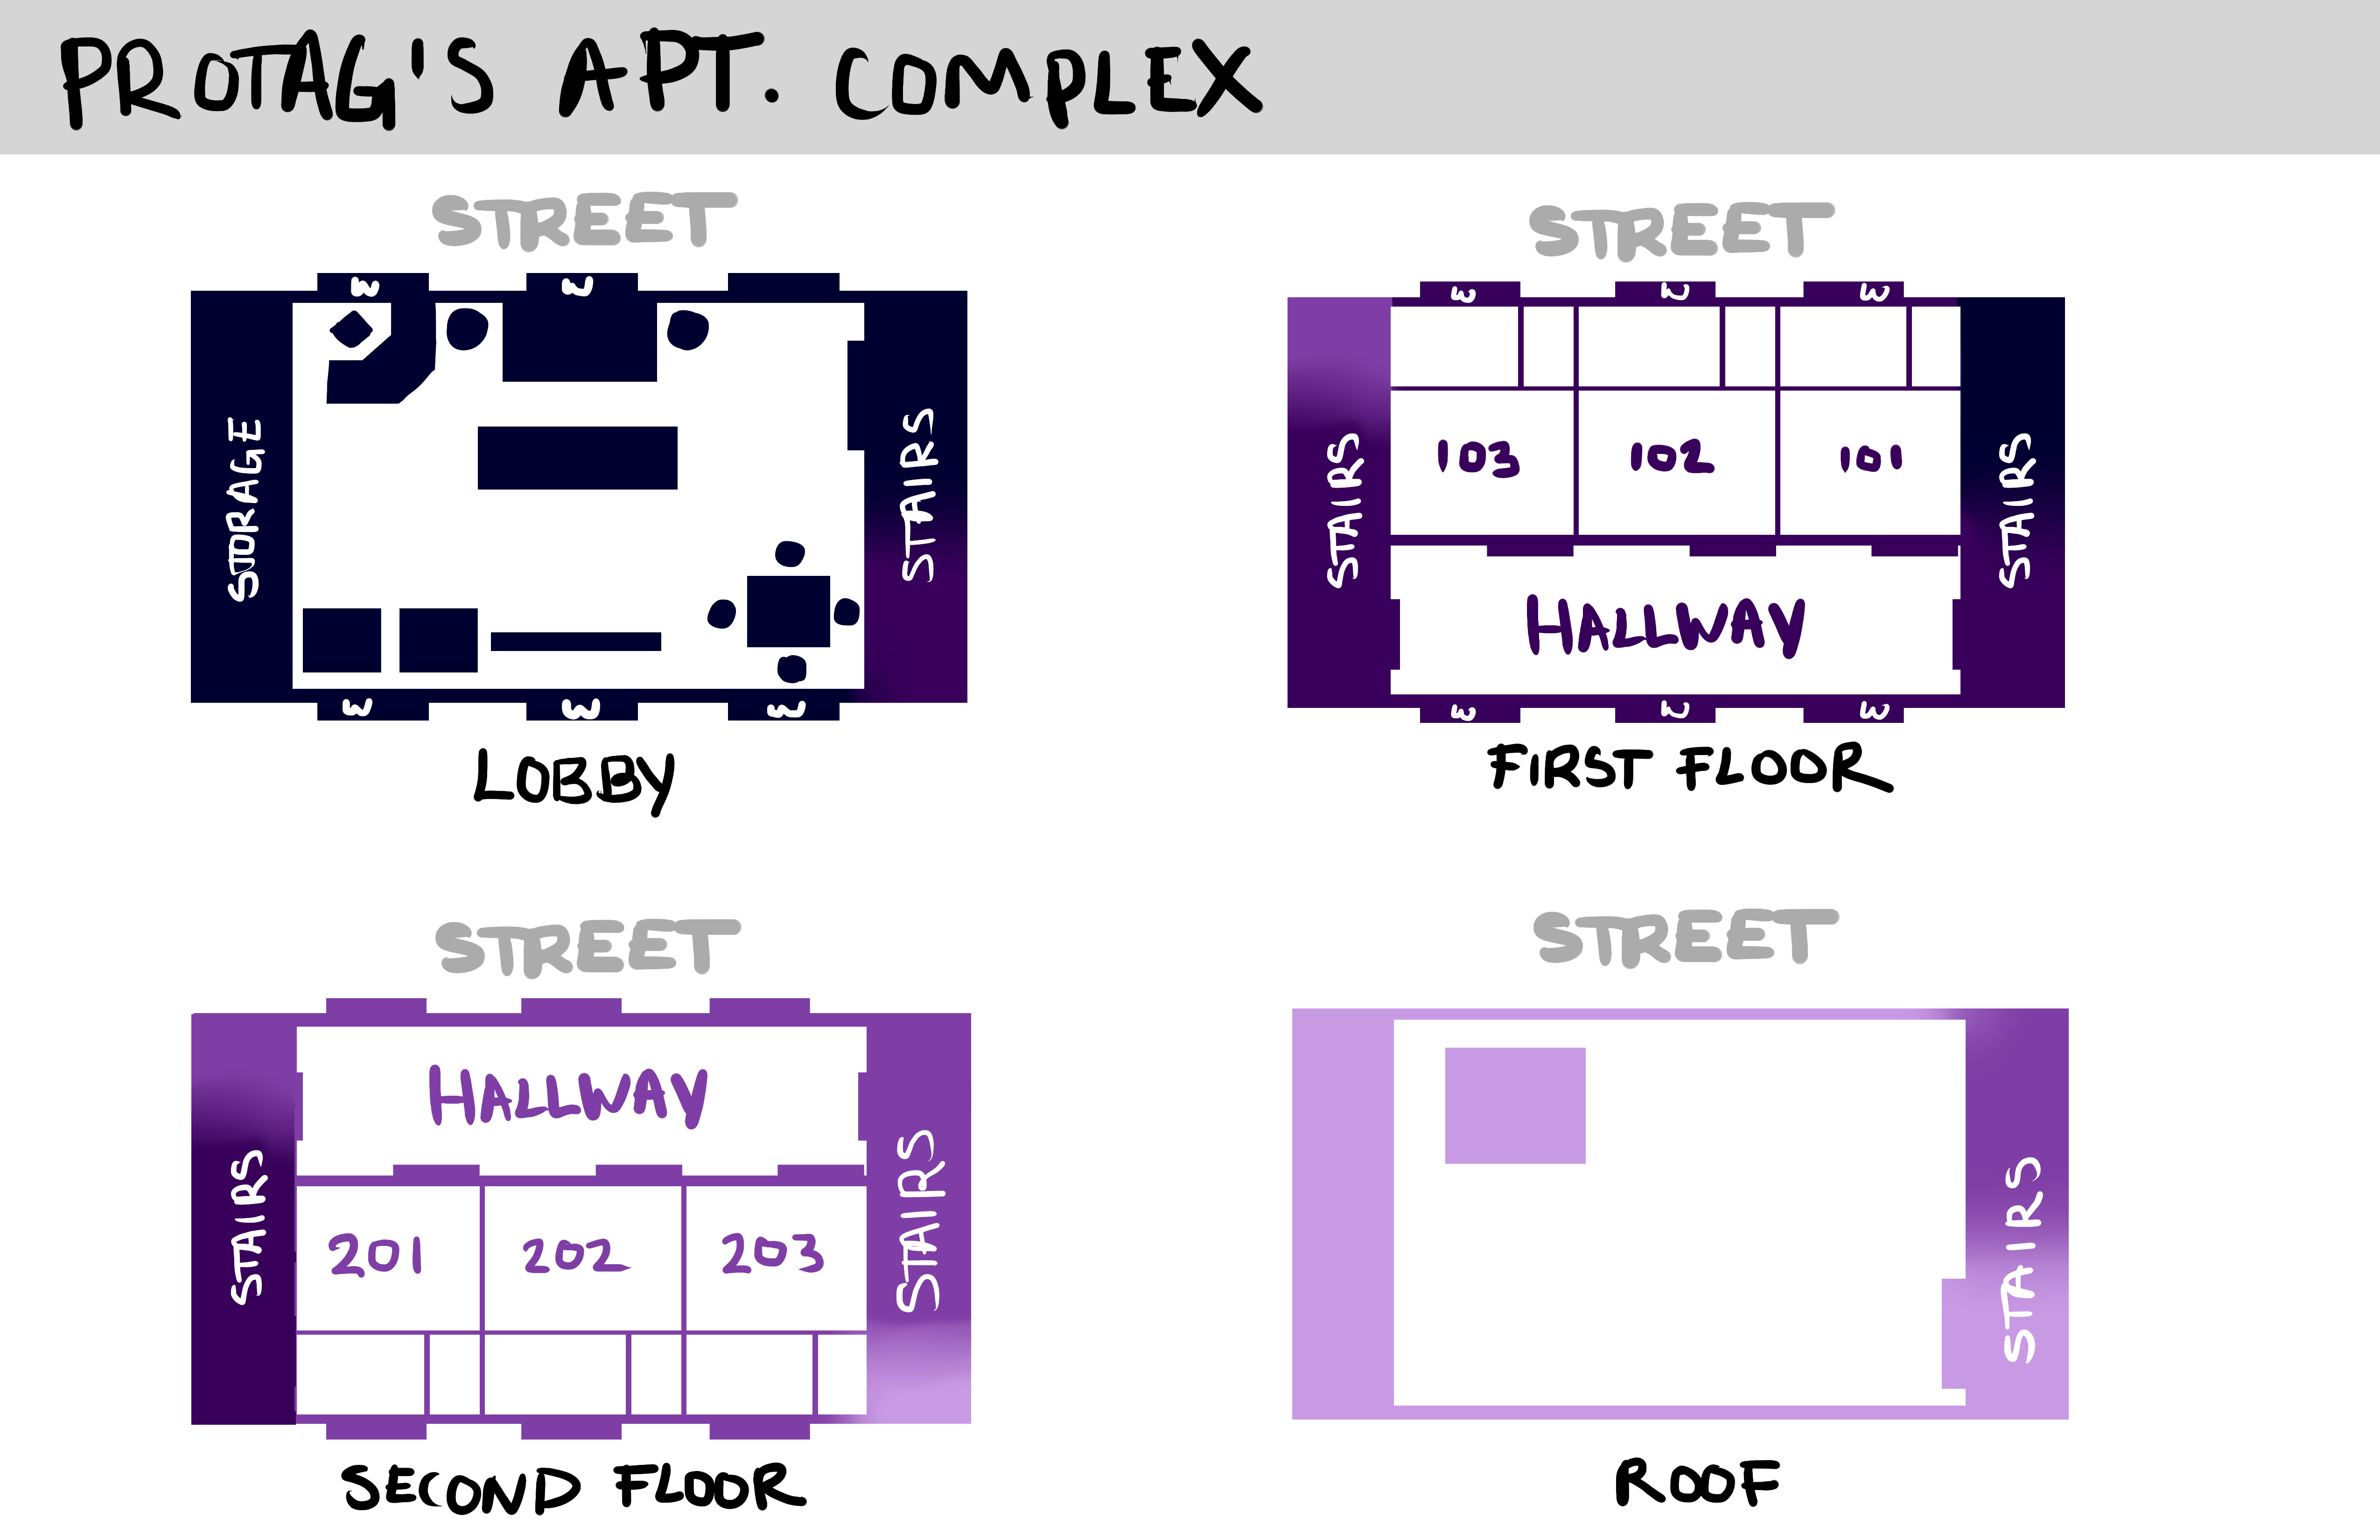 PROTAG'S APT. COMPLEX
STREET
W
W
STORAGE
STAIRS
W
W
W
LOBBY
STREET
W
W
W
103
102
101
STAIRS
STAIRS
HALLWAY
W
W
W
FIRST FLOOR
STREET
HALLWAY
STAIRS
STAIRS
201
202
203
SECOND FLOOR
STREET
STAIRS
ROOF